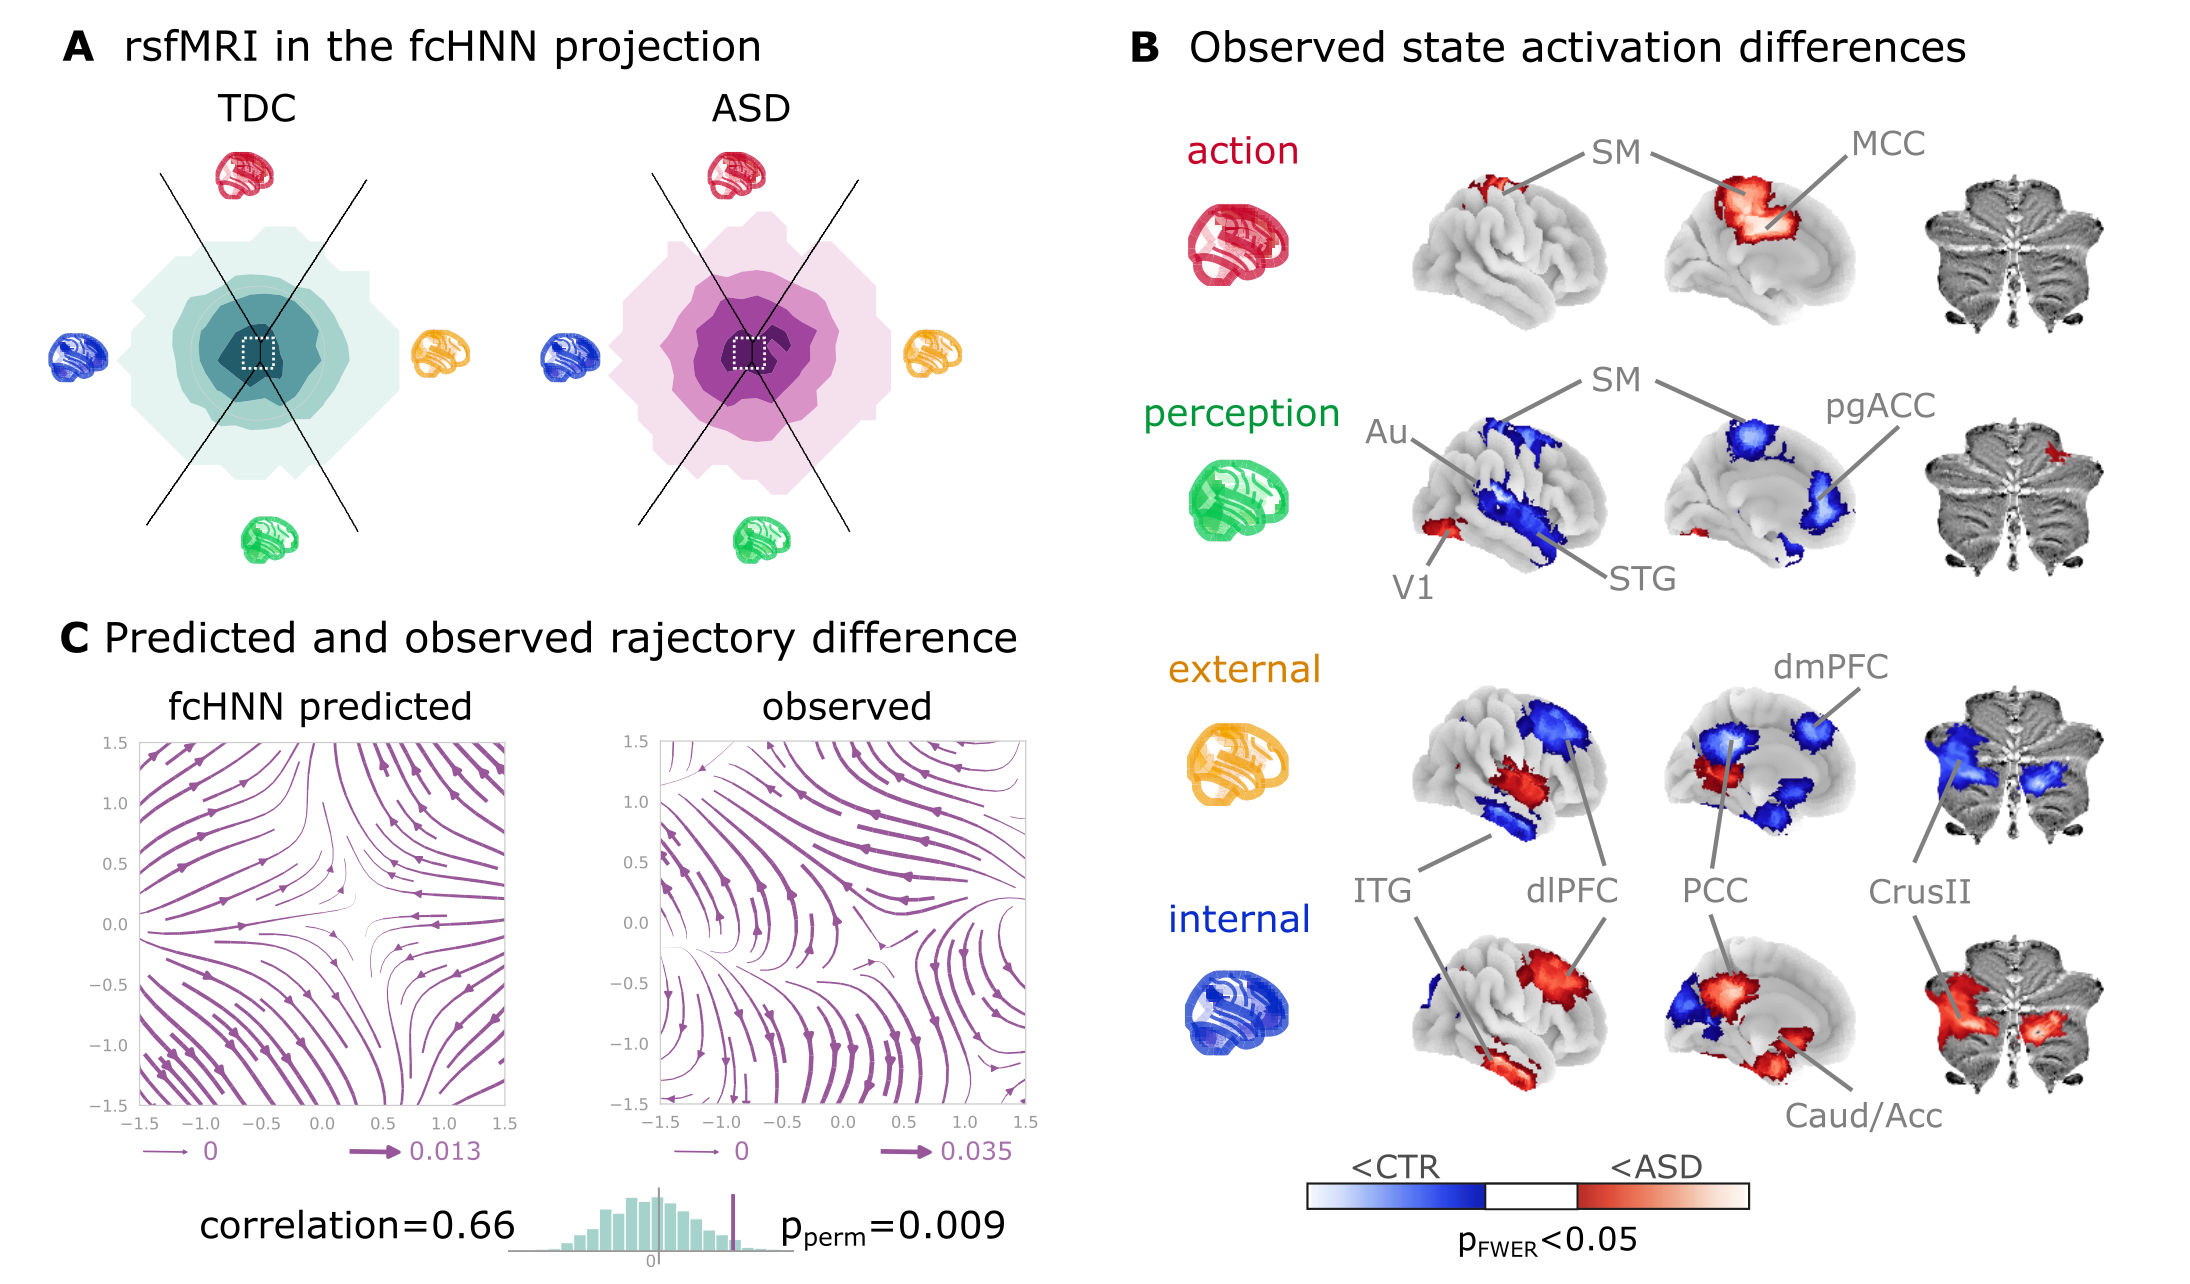 A rsfMRI in the fcHNN projection
TDC
ASD
B Observed state activation differences
action
SM
MCC
perception
SM
Au
pgACC
V1
STG
external
dmPFC
ITG
dlPFC
PCC
CrusII
internal
Caud/Acc
<CTR
<ASD
pFWER<0.05
C Predicted and observed rajectory difference
fcHNN predicted
1.5
1.0
0.5
0.0
−0.5
−1.0
−1.5
−1.5 −1.0 −0.5 0.0 0.5 1.0 1.5
0
0.013
observed
1.5
1.0
0.5
0.0
−0.5
−1.0
−1.5
−1.5 −1.0 −0.5 0.0 0.5 1.0 1.5
0
0.035
correlation=0.66
0
pperm=0.009